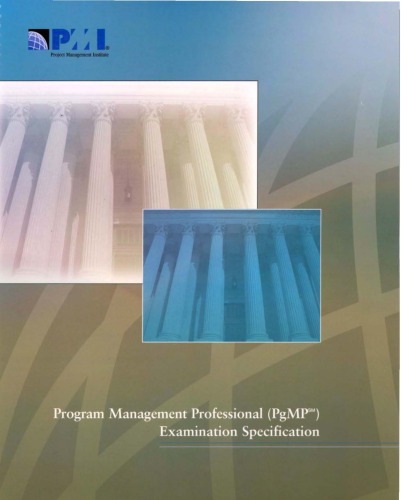 PMI®
Project Management Institute
Program Management Professional (PgMP℠)
Examination Specification